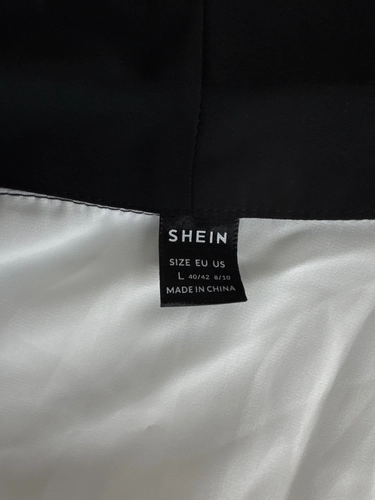 SHEIN
SIZE EU US
L 40/42 8/10
MADE IN CHINA